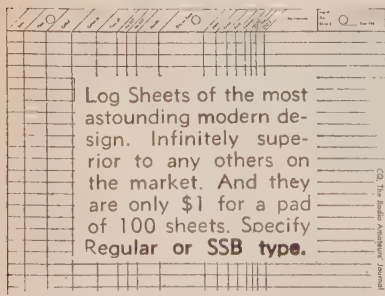 Log Sheets of the most
astounding modern de-
sign. Infinitely supe-
rior to any others on
the market. And they
are only $1 for a pad
of 100 sheets. Specify
Regular or SSB type.
CQ, The Radio Amateurs' Journal